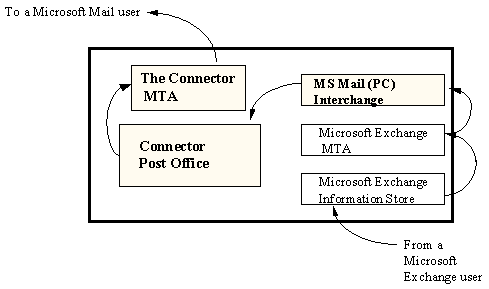 To a Microsoft Mail user
The Connector
MTA
MS Mail (PC)
Interchange
Connector
Post Office
Microsoft Exchange
MTA
Microsoft Exchange
Information Store
From a
Microsoft
Exchange user